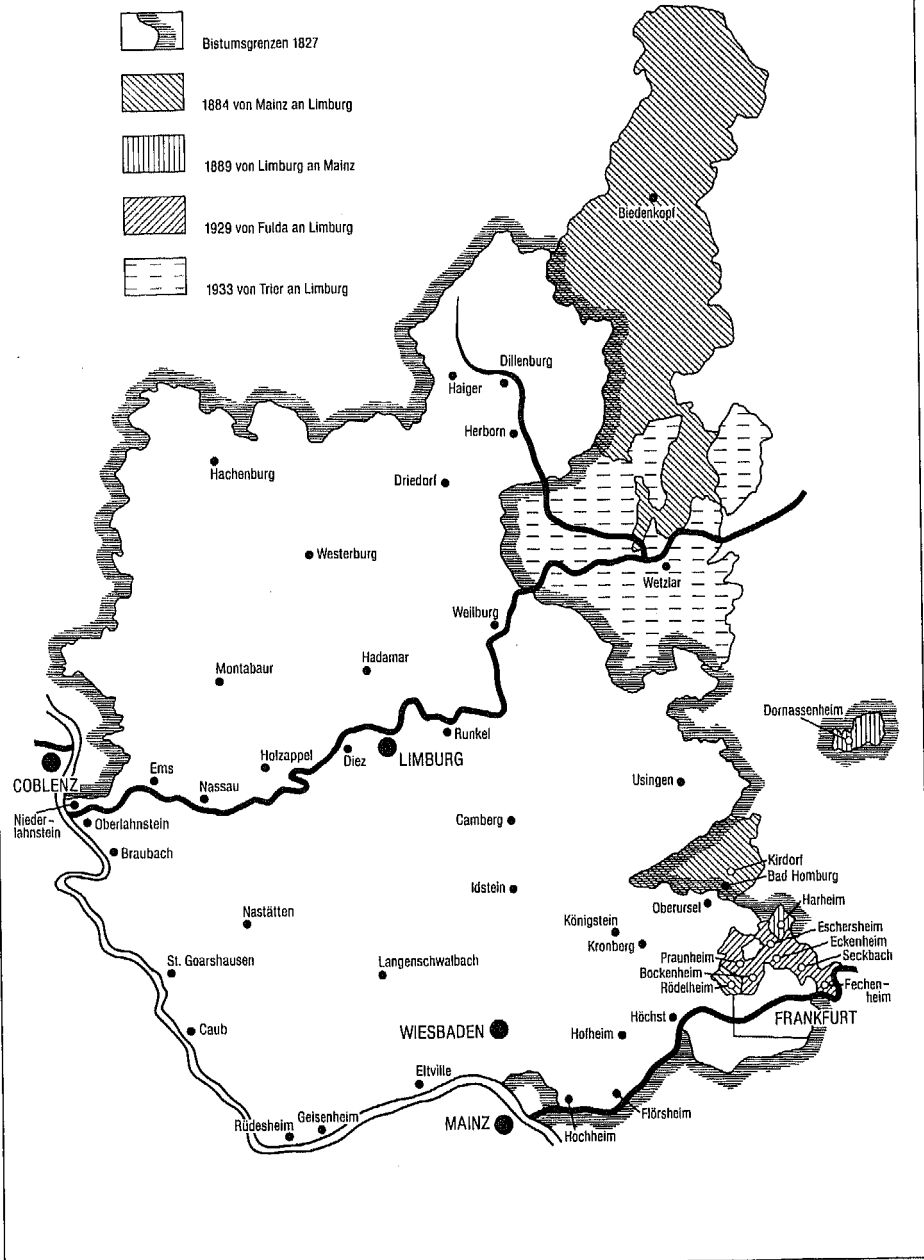 Bistumsgrenzen 1827
1884 von Mainz an Limburg
1889 von Limburg an Mainz
1929 von Fulda an Limburg
1933 von Trier an Limburg
Biedenkopf
Dillenburg
Haiger
Herborn
Hachenburg
Driedorf
Westerburg
Wetzlar
Weilburg
Hadamar
Montabaur
Dornassenheim
Runkel
Holzappel
Diez
LIMBURG
Ems
Nassau
Usingen
COBLENZ
Nieder-
lahnstein
Oberlahnstein
Camberg
Braubach
Kirdorf
Bad Homburg
Idstein
Oberursel
Harheim
Nastätten
Königstein
Kronberg
Eschersheim
Eckenheim
Seckbach
Praunheim
Bockenheim
Rödelheim
St. Goarshausen
Langenschwalbach
Fechen-
heim
Höchst
FRANKFURT
Caub
WIESBADEN
Hofheim
Eltville
Flörsheim
Rüdesheim
Geisenheim
MAINZ
Hochheim